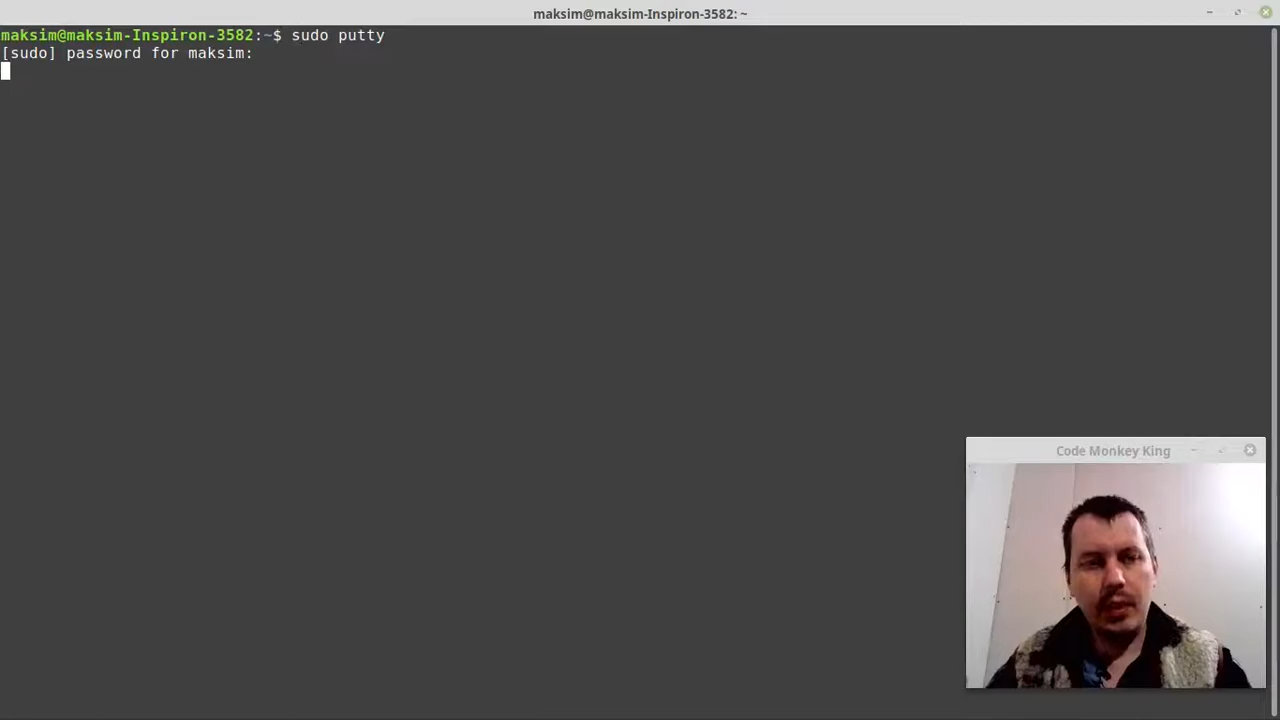 maksim@maksim-Inspiron-3582: ~
maksim@maksim-Inspiron-3582:~$ sudo putty
[sudo] password for maksim:
Code Monkey King